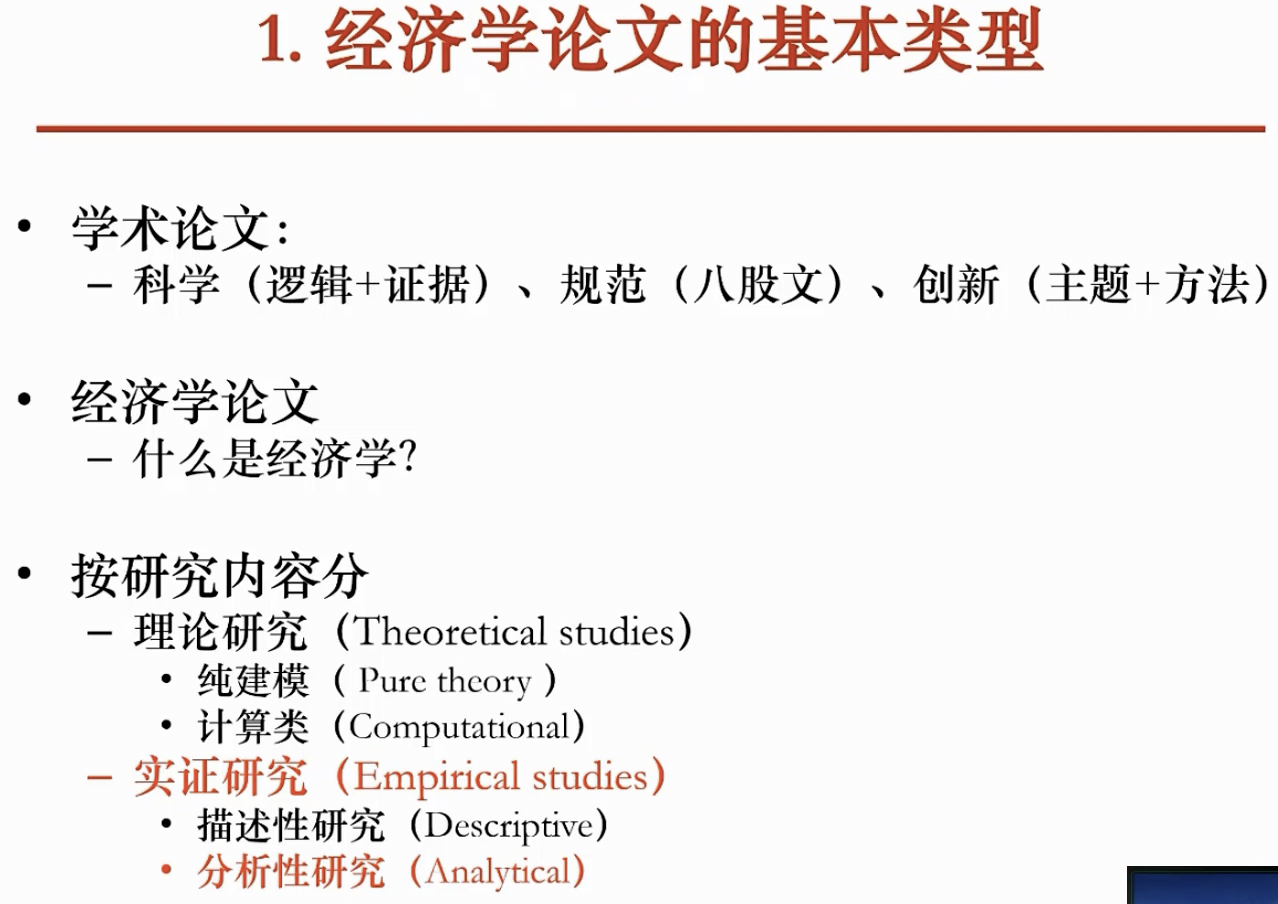 1. 经济学论文的基本类型
• 学术论文：
– 科学（逻辑+证据）、规范（八股文）、创新（主题+方法）
• 经济学论文
– 什么是经济学？
• 按研究内容分
– 理论研究（Theoretical studies）
• 纯建模（ Pure theory ）
• 计算类（Computational）
– 实证研究（Empirical studies）
• 描述性研究（Descriptive）
• 分析性研究（Analytical）